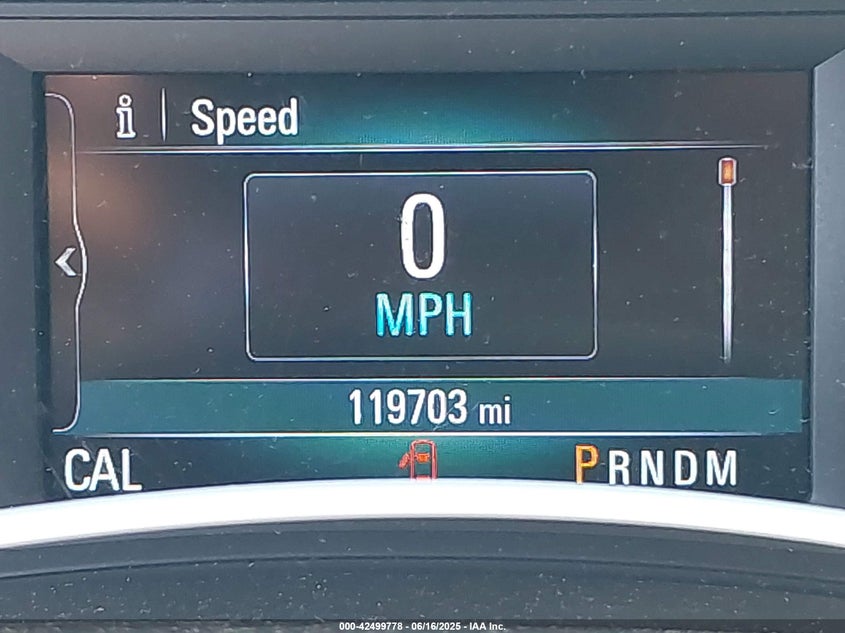 i | Speed
0
MPH
119703 mi
CAL PRNDM
000-42499778 - 06/16/2025 - IAA Inc.